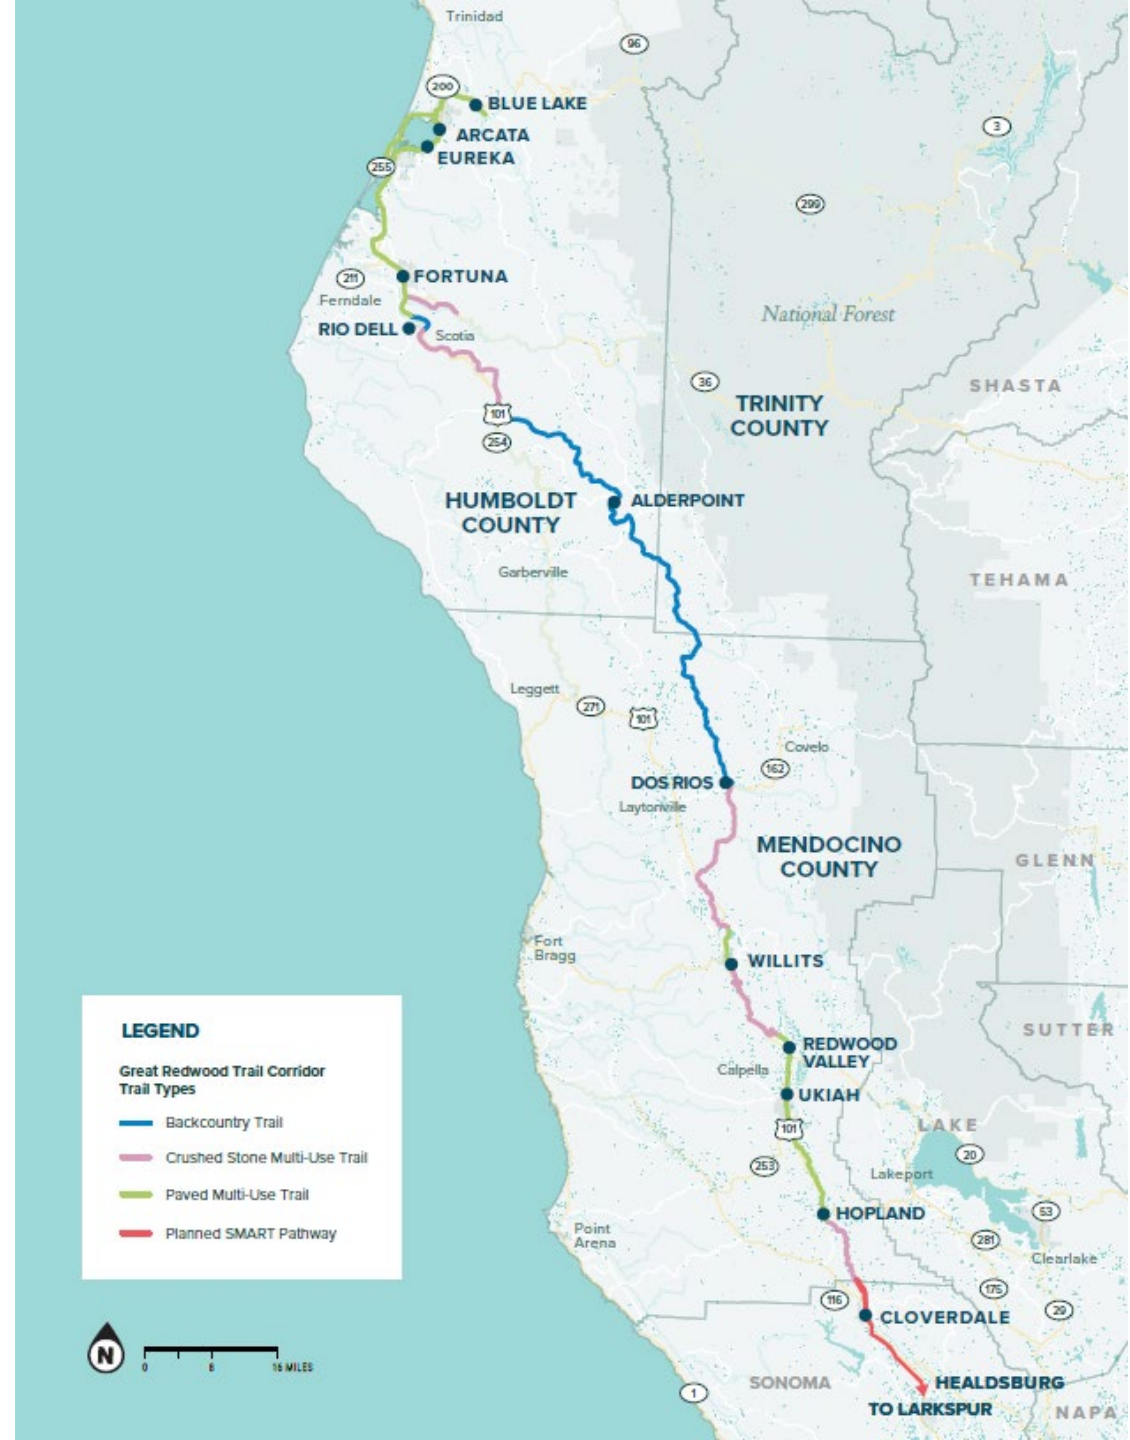 Trinidad
96
200
BLUE LAKE
3
ARCATA
EUREKA
255
299
211
FORTUNA
Ferndale
National Forest
RIO DELL
Scotia
36
SHASTA
TRINITY
COUNTY
101
254
HUMBOLDT
COUNTY
ALDERPOINT
Garberville
TEHAMA
Leggett
271
101
Covelo
162
DOS RIOS
Laytonville
MENDOCINO
COUNTY
GLENN
Fort
Bragg
WILLITS
SUTTER
REDWOOD
VALLEY
Calpella
UKIAH
101
LAKE
20
253
Lakeport
HOPLAND
53
Point
Arena
281
Clearlake
175
116
29
CLOVERDALE
SONOMA
HEALDSBURG
1
TO LARKSPUR
NAPA
LEGEND
Great Redwood Trail Corridor
Trail Types
Backcountry Trail
Crushed Stone Multi-Use Trail
Paved Multi-Use Trail
Planned SMART Pathway
N
0 8 16 MILES